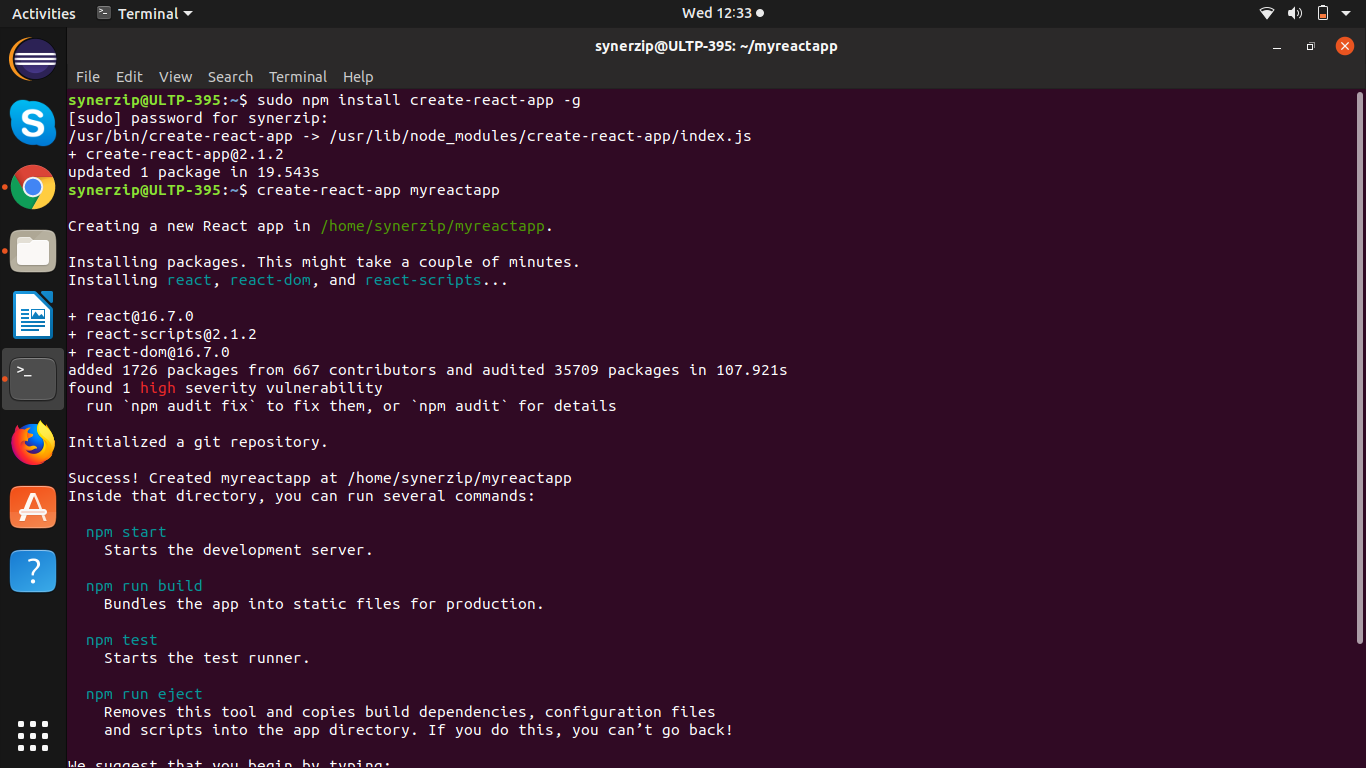 Activities Terminal Wed 12:33
synerzip@ULTP-395: ~/myreactapp
File Edit View Search Terminal Help
synerzip@ULTP-395:~$ sudo npm install create-react-app -g
[sudo] password for synerzip:
/usr/bin/create-react-app -> /usr/lib/node_modules/create-react-app/index.js
+ create-react-app@2.1.2
updated 1 package in 19.543s
synerzip@ULTP-395:~$ create-react-app myreactapp
Creating a new React app in /home/synerzip/myreactapp.
Installing packages. This might take a couple of minutes.
Installing react, react-dom, and react-scripts...
+ react@16.7.0
+ react-scripts@2.1.2
+ react-dom@16.7.0
added 1726 packages from 667 contributors and audited 35709 packages in 107.921s
found 1 high severity vulnerability
run `npm audit fix` to fix them, or `npm audit` for details
Initialized a git repository.
Success! Created myreactapp at /home/synerzip/myreactapp
Inside that directory, you can run several commands:
npm start
Starts the development server.
npm run build
Bundles the app into static files for production.
npm test
Starts the test runner.
npm run eject
Removes this tool and copies build dependencies, configuration files
and scripts into the app directory. If you do this, you can’t go back!
We suggest that you begin by typing: